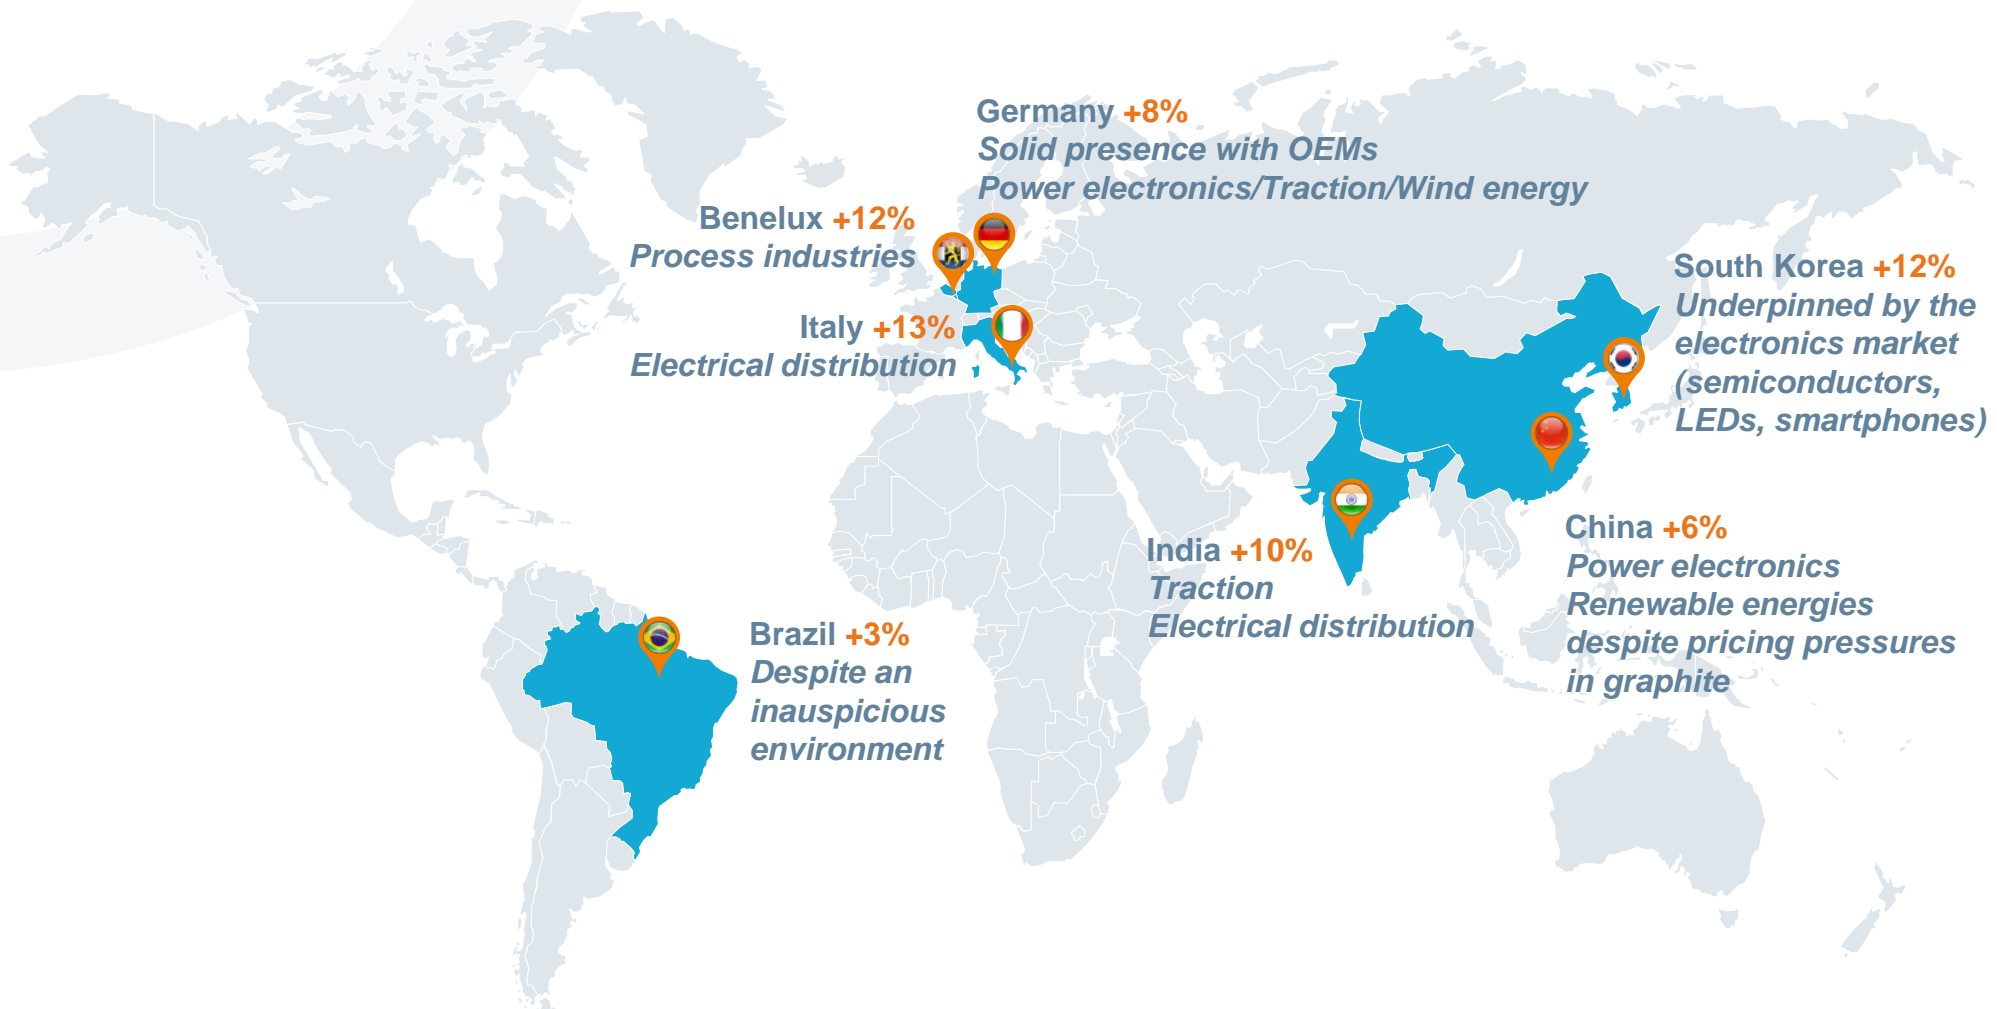 Germany +8%
Solid presence with OEMs
Power electronics/Traction/Wind energy
Benelux +12%
Process industries
Italy +13%
Electrical distribution
South Korea +12%
Underpinned by the
electronics market
(semiconductors,
LEDs, smartphones)
China +6%
Power electronics
Renewable energies
despite pricing pressures
in graphite
India +10%
Traction
Electrical distribution
Brazil +3%
Despite an
inauspicious
environment